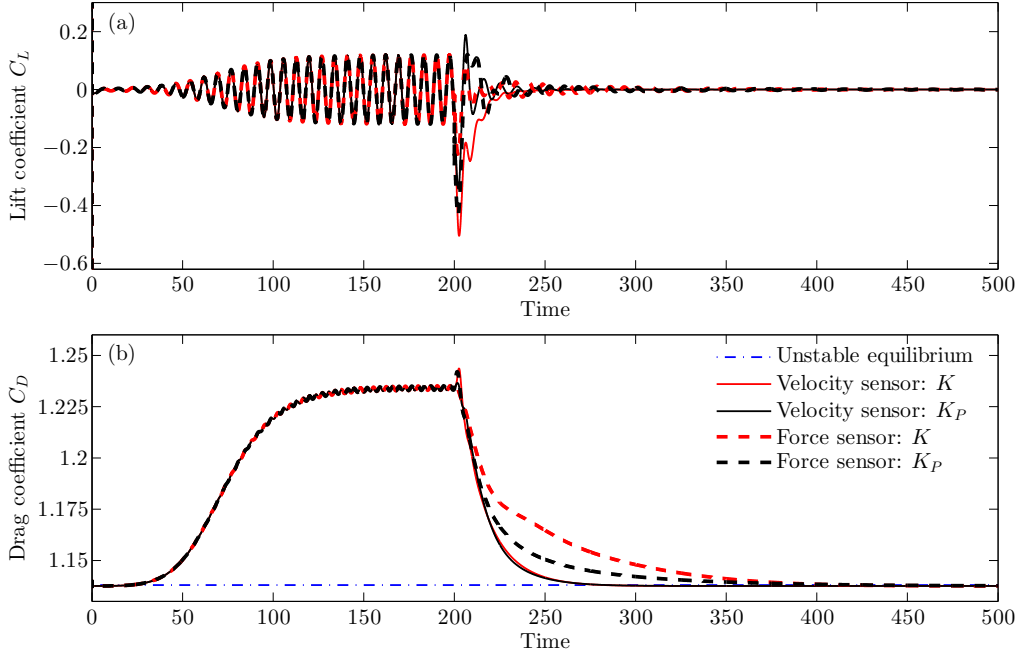 (a)
0.2
0
−0.2
−0.4
−0.6
Lift coefficient C_L
0 50 100 150 200 250 300 350 400 450 500
Time
(b)
1.25
1.225
1.2
1.175
1.15
Drag coefficient C_D
Unstable equilibrium
Velocity sensor: K
Velocity sensor: K_P
Force sensor: K
Force sensor: K_P
0 50 100 150 200 250 300 350 400 450 500
Time